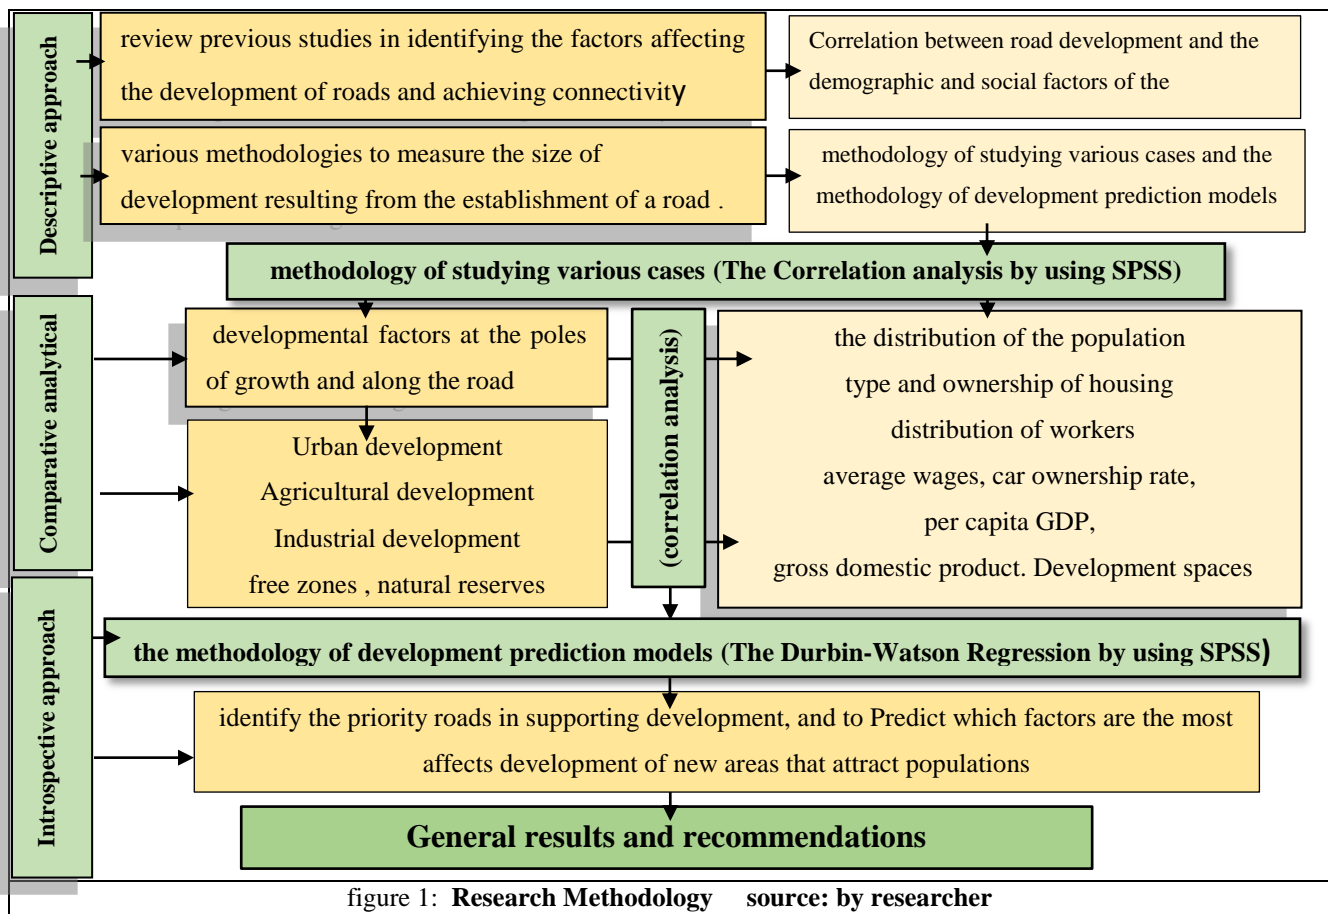 Descriptive approach
review previous studies in identifying the factors affecting
the development of roads and achieving connectivity
Correlation between road development and the
demographic and social factors of the
various methodologies to measure the size of
development resulting from the establishment of a road .
methodology of studying various cases and the
methodology of development prediction models
methodology of studying various cases (The Correlation analysis by using SPSS)
Comparative analytical
developmental factors at the poles
of growth and along the road
Urban development
Agricultural development
Industrial development
free zones , natural reserves
(correlation analysis)
the distribution of the population
type and ownership of housing
distribution of workers
average wages, car ownership rate,
per capita GDP,
gross domestic product. Development spaces
Introspective approach
the methodology of development prediction models (The Durbin-Watson Regression by using SPSS)
identify the priority roads in supporting development, and to Predict which factors are the most
affects development of new areas that attract populations
General results and recommendations
figure 1: Research Methodology source: by researcher